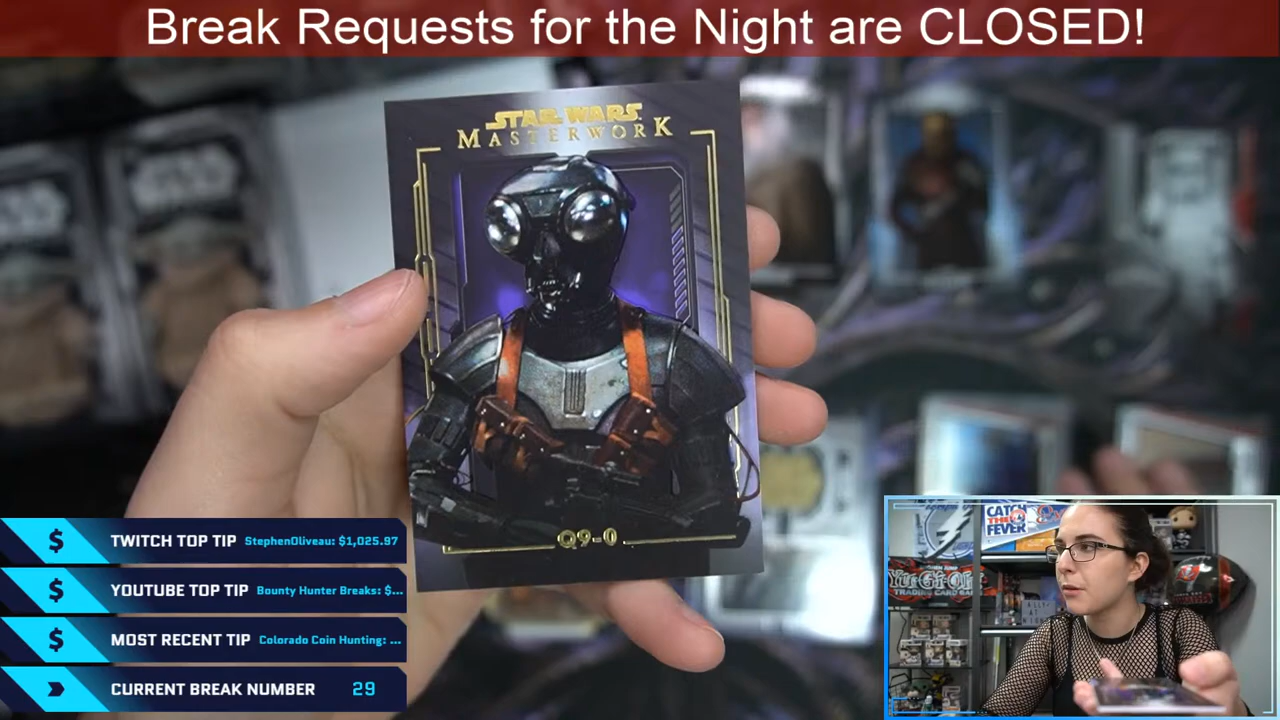 Break Requests for the Night are CLOSED!
STAR WARS
MASTERWORK
Q9-0
TWITCH TOP TIP StephenOliveau: $1,025.97
YOUTUBE TOP TIP Bounty Hunter Breaks: $...
MOST RECENT TIP Colorado Coin Hunting: ...
CURRENT BREAK NUMBER 29
CATCH
THE
FEVER
Yu-Gi-Oh!
TRADING CARD GAME